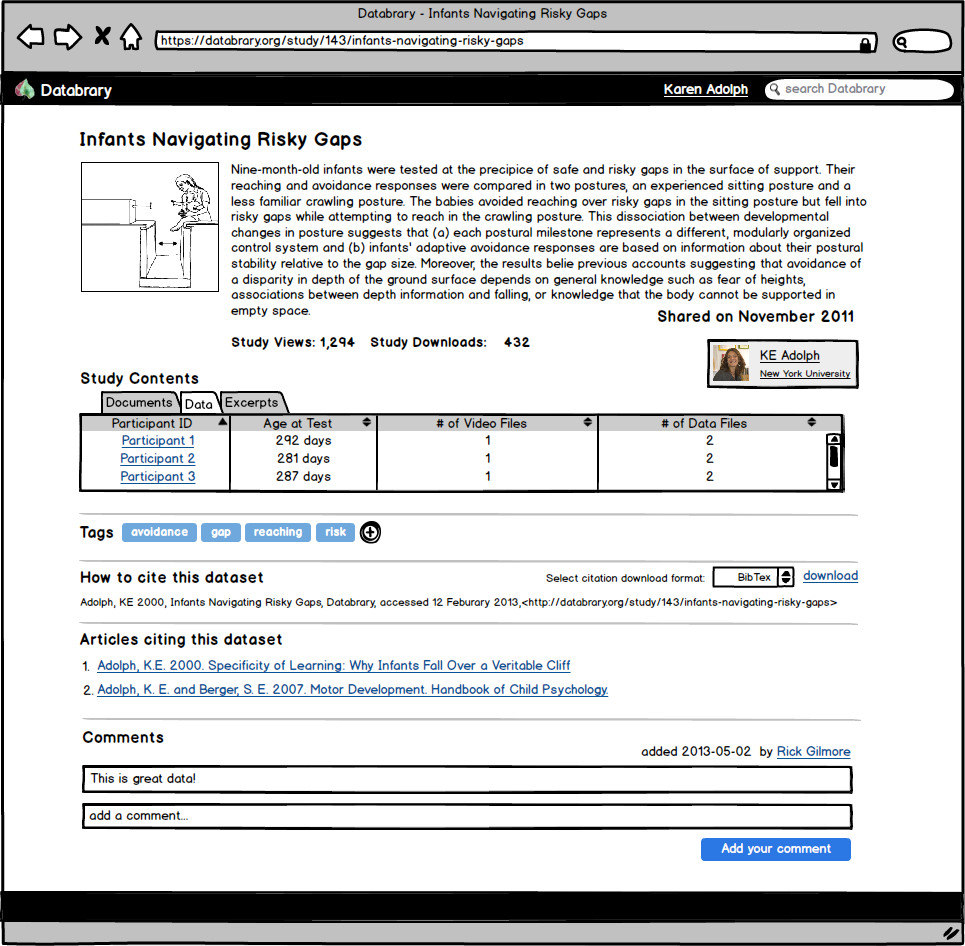 Databrary - Infants Navigating Risky Gaps
https://databrary.org/study/143/infants-navigating-risky-gaps
Databrary Karen Adolph search Databrary
Infants Navigating Risky Gaps
Nine-month-old infants were tested at the precipice of safe and risky gaps in the surface of support. Their
reaching and avoidance responses were compared in two postures, an experienced sitting posture and a
less familiar crawling posture. The babies avoided reaching over risky gaps in the sitting posture but fell into
risky gaps while attempting to reach in the crawling posture. This dissociation between developmental
changes in posture suggests that (a) each postural milestone represents a different, modularly organized
control system and (b) infants' adaptive avoidance responses are based on information about their postural
stability relative to the gap size. Moreover, the results belie previous accounts suggesting that avoidance of
a disparity in depth of the ground surface depends on general knowledge such as fear of heights,
associations between depth information and falling, or knowledge that the body cannot be supported in
empty space.
Shared on November 2011
Study Views: 1,294 Study Downloads: 432
KE Adolph
New York University
Study Contents
Documents Data Excerpts
Participant ID Age at Test # of Video Files # of Data Files
Participant 1 292 days 1 2
Participant 2 281 days 1 2
Participant 3 287 days 1 2
Tags avoidance gap reaching risk
How to cite this dataset Select citation download format: BibTex download
Adolph, KE 2000, Infants Navigating Risky Gaps, Databrary, accessed 12 Feburary 2013,<http://databrary.org/study/143/infants-navigating-risky-gaps>
Articles citing this dataset
1. Adolph, K.E. 2000. Specificity of Learning: Why Infants Fall Over a Veritable Cliff
2. Adolph, K. E. and Berger, S. E. 2007. Motor Development. Handbook of Child Psychology.
Comments
added 2013-05-02 by Rick Gilmore
This is great data!
add a comment...
Add your comment